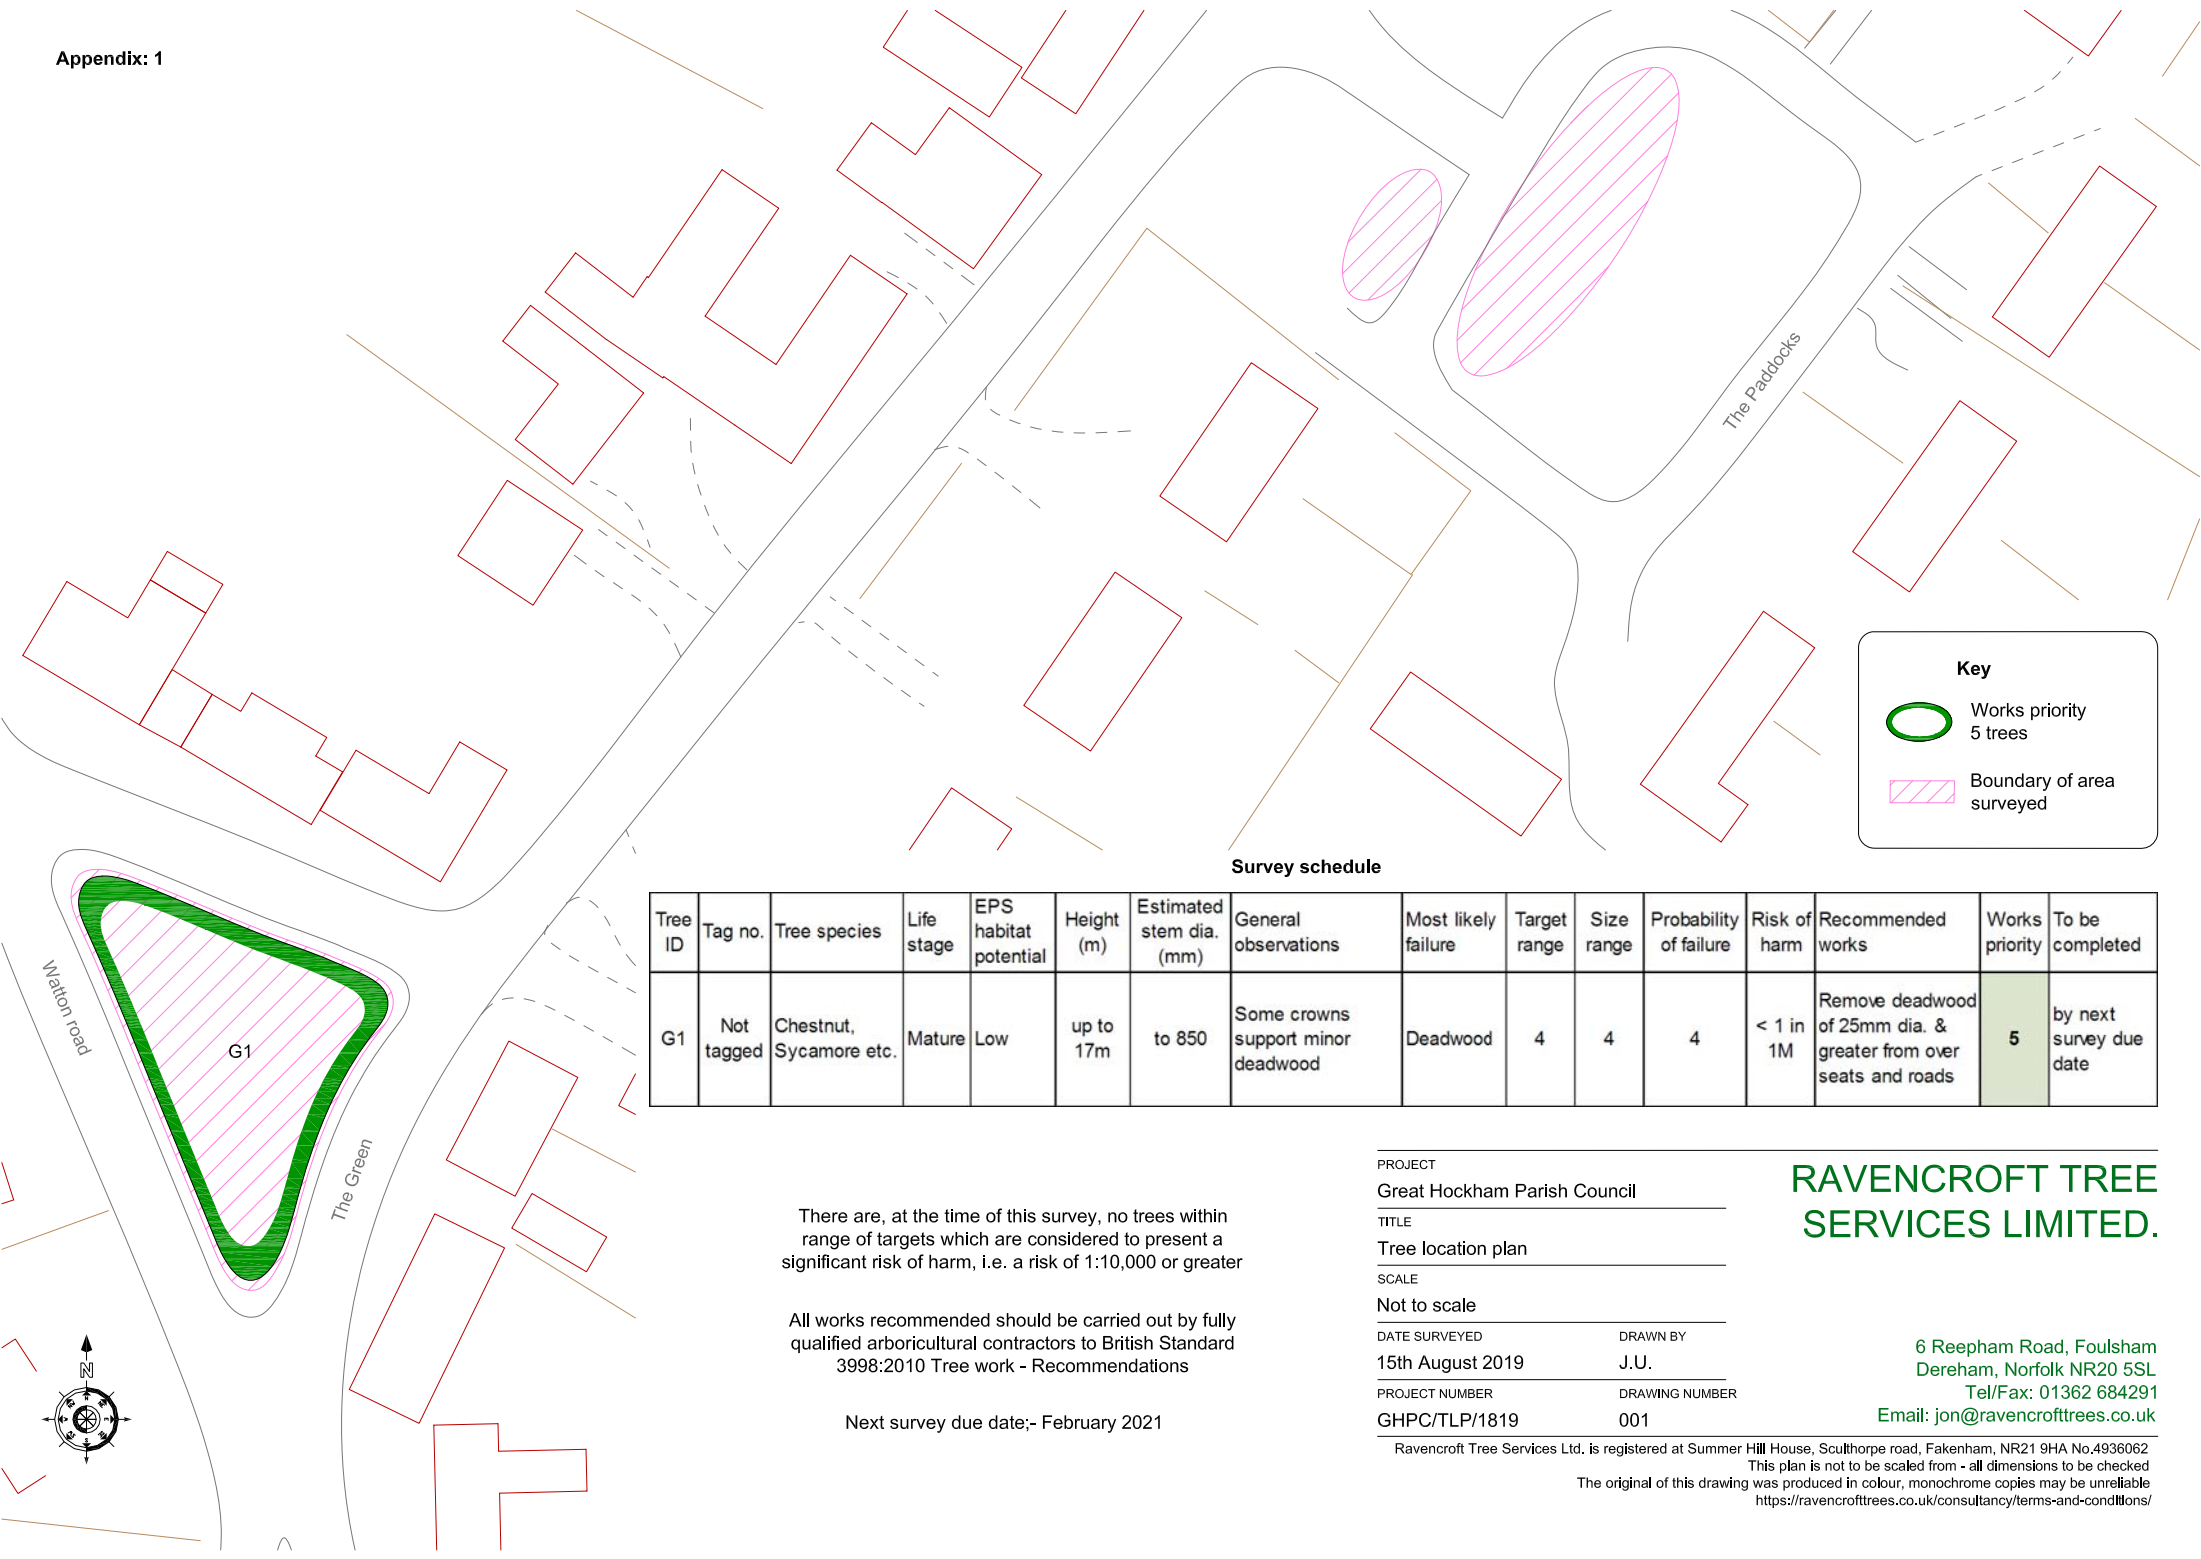 Appendix: 1
The Paddocks
Key
Works priority
5 trees
Boundary of area
surveyed
Watton road
G1
The Green
N
Survey schedule
Tree ID | Tag no. | Tree species | Life stage | EPS habitat potential | Height (m) | Estimated stem dia. (mm) | General observations | Most likely failure | Target range | Size range | Probability of failure | Risk of harm | Recommended works | Works priority | To be completed
G1 | Not tagged | Chestnut, Sycamore etc. | Mature | Low | up to 17m | to 850 | Some crowns support minor deadwood | Deadwood | 4 | 4 | 4 | < 1 in 1M | Remove deadwood of 25mm dia. & greater from over seats and roads | 5 | by next survey due date
There are, at the time of this survey, no trees within
range of targets which are considered to present a
significant risk of harm, i.e. a risk of 1:10,000 or greater
All works recommended should be carried out by fully
qualified arboricultural contractors to British Standard
3998:2010 Tree work - Recommendations
Next survey due date;- February 2021
PROJECT
Great Hockham Parish Council
TITLE
Tree location plan
SCALE
Not to scale
DATE SURVEYED
15th August 2019
DRAWN BY
J.U.
PROJECT NUMBER
GHPC/TLP/1819
DRAWING NUMBER
001
RAVENCROFT TREE
SERVICES LIMITED.
6 Reepham Road, Foulsham
Dereham, Norfolk NR20 5SL
Tel/Fax: 01362 684291
Email: jon@ravencrofttrees.co.uk
Ravencroft Tree Services Ltd. is registered at Summer Hill House, Sculthorpe road, Fakenham, NR21 9HA No.4936062
This plan is not to be scaled from - all dimensions to be checked
The original of this drawing was produced in colour, monochrome copies may be unreliable
https://ravencrofttrees.co.uk/consultancy/terms-and-conditions/